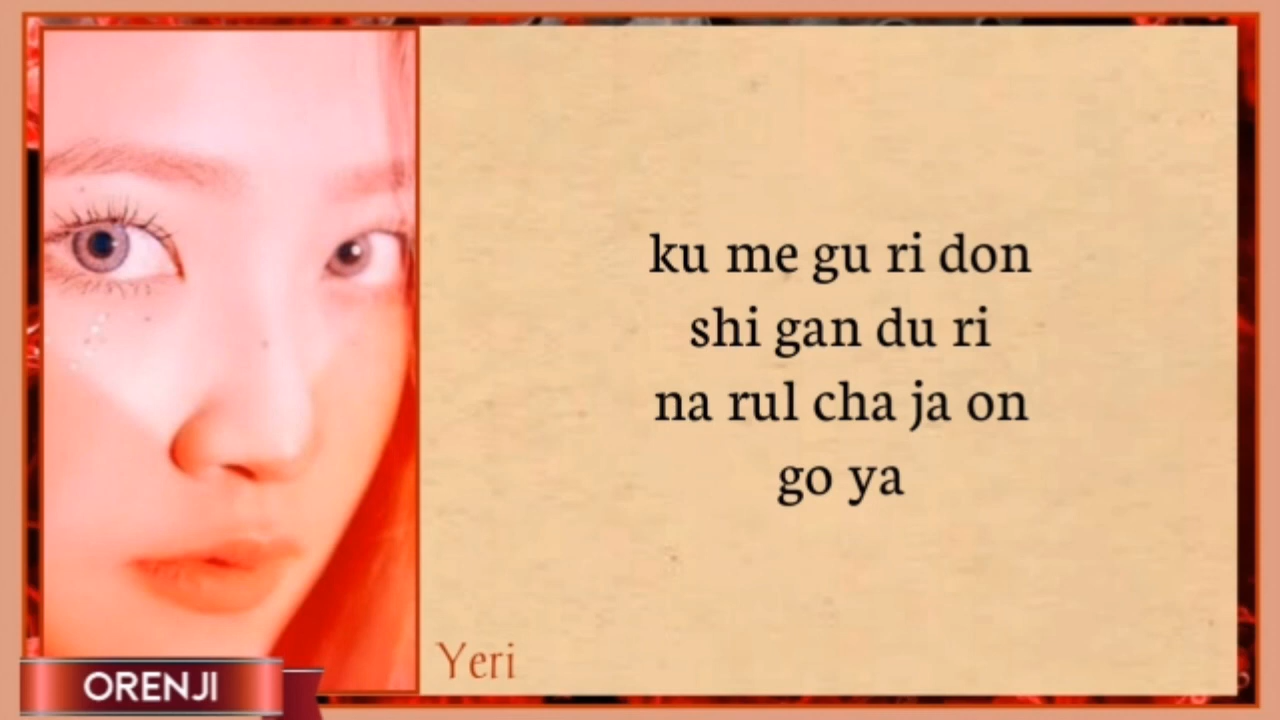 ku me gu ri don
shi gan du ri
na rul cha ja on
go ya
Yeri
ORENJI